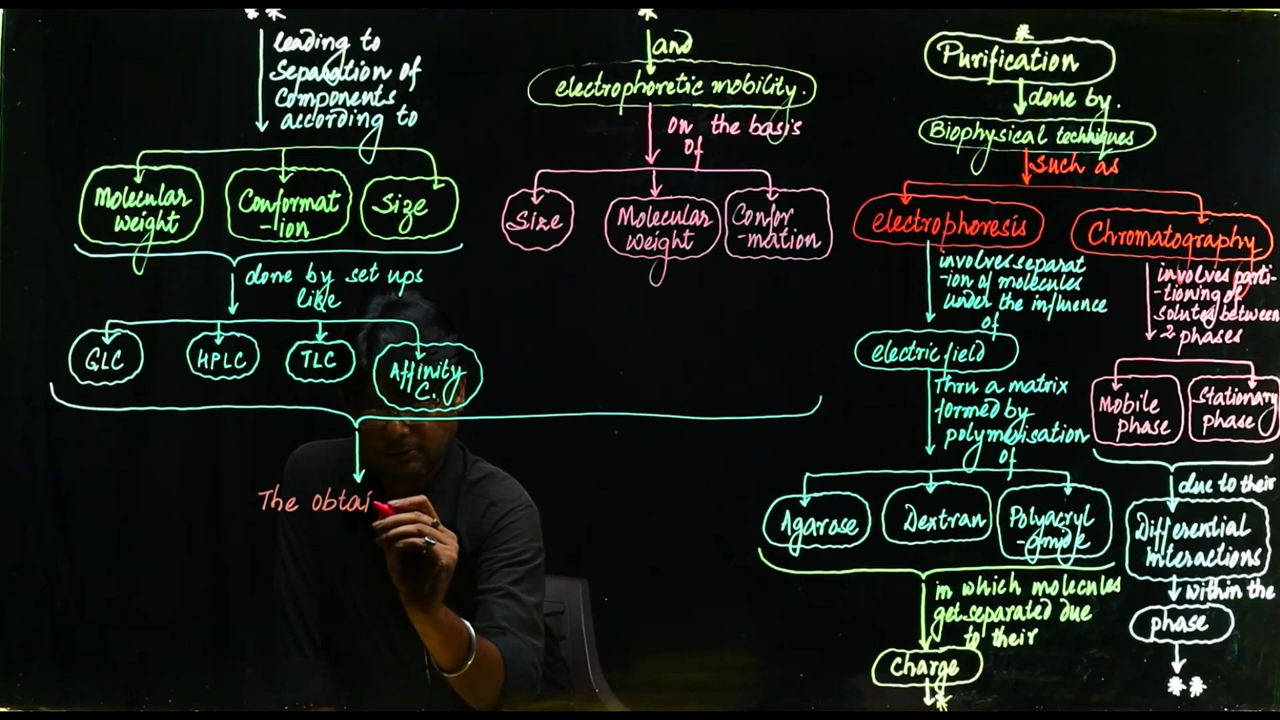 **
leading to
separation of
components
according to
Molecular
weight
Conformat
-ion
Size
done by set ups
like
GLC
HPLC
TLC
Affinity
C.
The obtai
*
and
electrophoretic mobility.
on the basis
of
Size
Molecular
weight
Confor
-mation
*
Purification
done by.
Biophysical techniques
such as
electrophoresis
involves separat
-ion of molecules
under the influence
of
electric field
Thru a matrix
formed by
polymerisation
of
Agarose
Dextran
Polyacryl
-amide
in which molecules
get separated due
to their
Charge
*
Chromatography
involves parti-
-tioning of
solutes between
2 phases
Mobile
phase
Stationary
phase
due to their
Differential
interactions
within the
phase
**